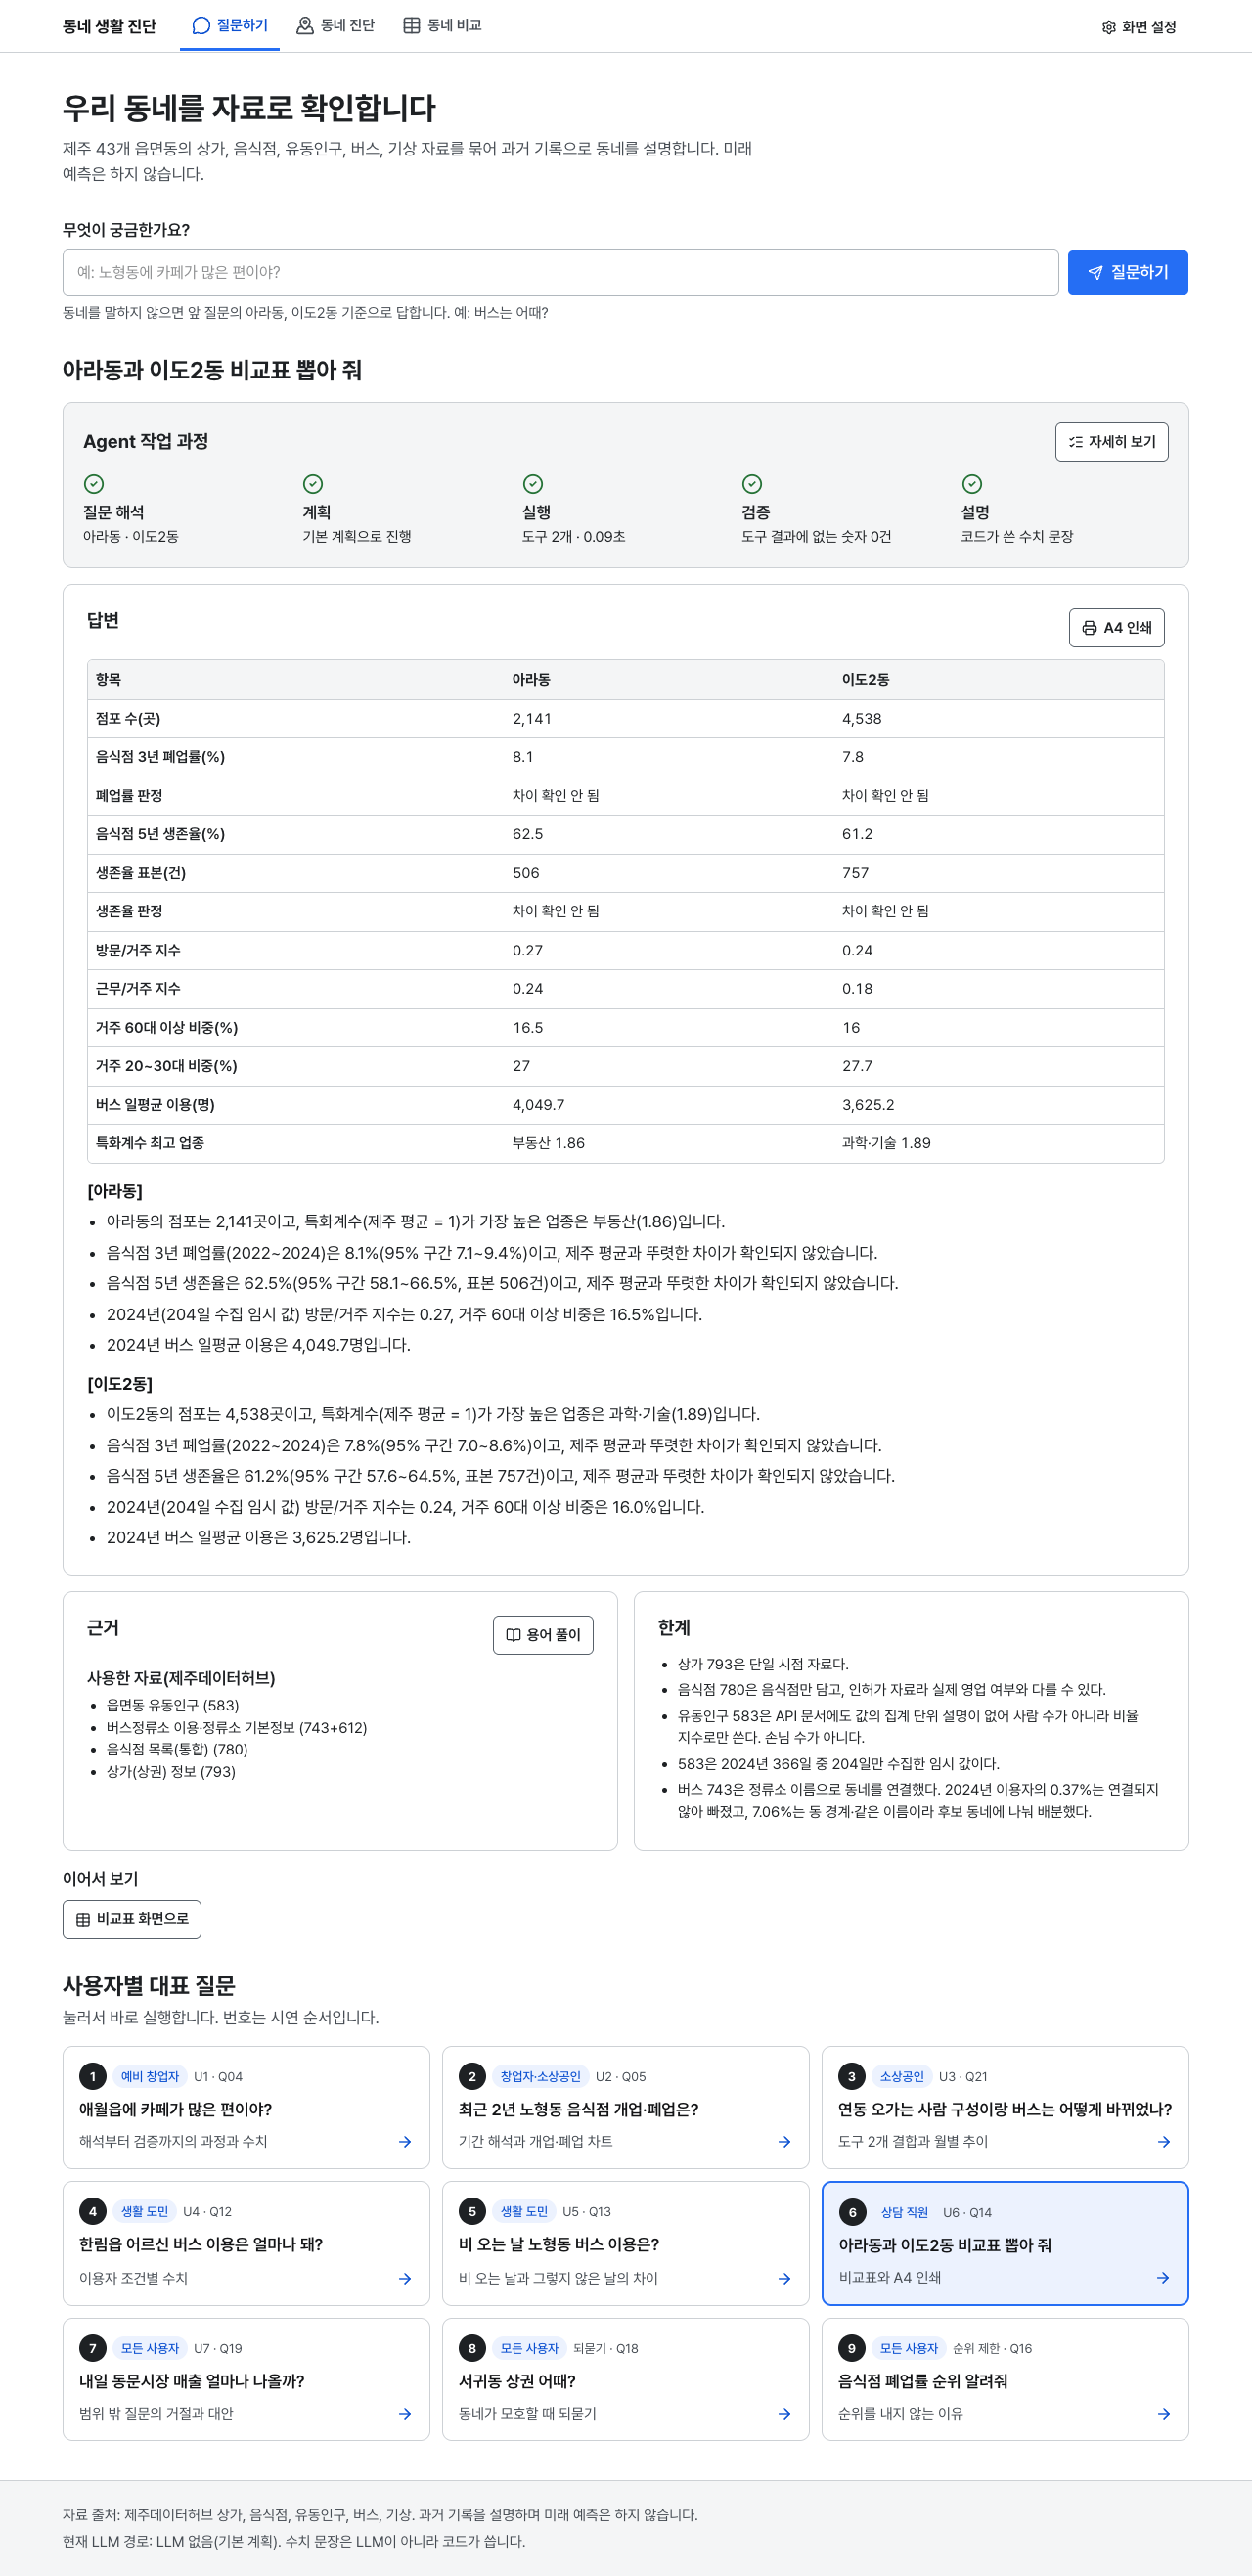 동네 생활 진단
질문하기
동네 진단
동네 비교
화면 설정
우리 동네를 자료로 확인합니다
제주 43개 읍면동의 상가, 음식점, 유동인구, 버스, 기상 자료를 묶어 과거 기록으로 동네를 설명합니다. 미래
예측은 하지 않습니다.
무엇이 궁금한가요?
예: 노형동에 카페가 많은 편이야?
질문하기
동네를 말하지 않으면 앞 질문의 아라동, 이도2동 기준으로 답합니다. 예: 버스는 어때?
아라동과 이도2동 비교표 뽑아 줘
Agent 작업 과정
자세히 보기
질문 해석
아라동 · 이도2동
계획
기본 계획으로 진행
실행
도구 2개 · 0.09초
검증
도구 결과에 없는 숫자 0건
설명
코드가 쓴 수치 문장
답변
A4 인쇄
항목 아라동 이도2동
점포 수(곳) 2,141 4,538
음식점 3년 폐업률(%) 8.1 7.8
폐업률 판정 차이 확인 안 됨 차이 확인 안 됨
음식점 5년 생존율(%) 62.5 61.2
생존율 표본(건) 506 757
생존율 판정 차이 확인 안 됨 차이 확인 안 됨
방문/거주 지수 0.27 0.24
근무/거주 지수 0.24 0.18
거주 60대 이상 비중(%) 16.5 16
거주 20~30대 비중(%) 27 27.7
버스 일평균 이용(명) 4,049.7 3,625.2
특화계수 최고 업종 부동산 1.86 과학·기술 1.89
[아라동]
• 아라동의 점포는 2,141곳이고, 특화계수(제주 평균 = 1)가 가장 높은 업종은 부동산(1.86)입니다.
• 음식점 3년 폐업률(2022~2024)은 8.1%(95% 구간 7.1~9.4%)이고, 제주 평균과 뚜렷한 차이가 확인되지 않았습니다.
• 음식점 5년 생존율은 62.5%(95% 구간 58.1~66.5%, 표본 506건)이고, 제주 평균과 뚜렷한 차이가 확인되지 않았습니다.
• 2024년(204일 수집 임시 값) 방문/거주 지수는 0.27, 거주 60대 이상 비중은 16.5%입니다.
• 2024년 버스 일평균 이용은 4,049.7명입니다.
[이도2동]
• 이도2동의 점포는 4,538곳이고, 특화계수(제주 평균 = 1)가 가장 높은 업종은 과학·기술(1.89)입니다.
• 음식점 3년 폐업률(2022~2024)은 7.8%(95% 구간 7.0~8.6%)이고, 제주 평균과 뚜렷한 차이가 확인되지 않았습니다.
• 음식점 5년 생존율은 61.2%(95% 구간 57.6~64.5%, 표본 757건)이고, 제주 평균과 뚜렷한 차이가 확인되지 않았습니다.
• 2024년(204일 수집 임시 값) 방문/거주 지수는 0.24, 거주 60대 이상 비중은 16.0%입니다.
• 2024년 버스 일평균 이용은 3,625.2명입니다.
근거
용어 풀이
사용한 자료(제주데이터허브)
• 읍면동 유동인구 (583)
• 버스정류소 이용·정류소 기본정보 (743+612)
• 음식점 목록(통합) (780)
• 상가(상권) 정보 (793)
한계
• 상가 793은 단일 시점 자료다.
• 음식점 780은 음식점만 담고, 인허가 자료라 실제 영업 여부와 다를 수 있다.
• 유동인구 583은 API 문서에도 값의 집계 단위 설명이 없어 사람 수가 아니라 비율
지수로만 쓴다. 손님 수가 아니다.
• 583은 2024년 366일 중 204일만 수집한 임시 값이다.
• 버스 743은 정류소 이름으로 동네를 연결했다. 2024년 이용자의 0.37%는 연결되지
않아 빠졌고, 7.06%는 동 경계·같은 이름이라 후보 동네에 나눠 배분했다.
이어서 보기
비교표 화면으로
사용자별 대표 질문
눌러서 바로 실행합니다. 번호는 시연 순서입니다.
1 예비 창업자 U1 · Q04
애월읍에 카페가 많은 편이야?
해석부터 검증까지의 과정과 수치
2 창업자·소상공인 U2 · Q05
최근 2년 노형동 음식점 개업·폐업은?
기간 해석과 개업·폐업 차트
3 소상공인 U3 · Q21
연동 오가는 사람 구성이랑 버스는 어떻게 바뀌었나?
도구 2개 결합과 월별 추이
4 생활 도민 U4 · Q12
한림읍 어르신 버스 이용은 얼마나 돼?
이용자 조건별 수치
5 생활 도민 U5 · Q13
비 오는 날 노형동 버스 이용은?
비 오는 날과 그렇지 않은 날의 차이
6 상담 직원 U6 · Q14
아라동과 이도2동 비교표 뽑아 줘
비교표와 A4 인쇄
7 모든 사용자 U7 · Q19
내일 동문시장 매출 얼마나 나올까?
범위 밖 질문의 거절과 대안
8 모든 사용자 되묻기 · Q18
서귀동 상권 어때?
동네가 모호할 때 되묻기
9 모든 사용자 순위 제한 · Q16
음식점 폐업률 순위 알려줘
순위를 내지 않는 이유
자료 출처: 제주데이터허브 상가, 음식점, 유동인구, 버스, 기상. 과거 기록을 설명하며 미래 예측은 하지 않습니다.
현재 LLM 경로: LLM 없음(기본 계획). 수치 문장은 LLM이 아니라 코드가 씁니다.